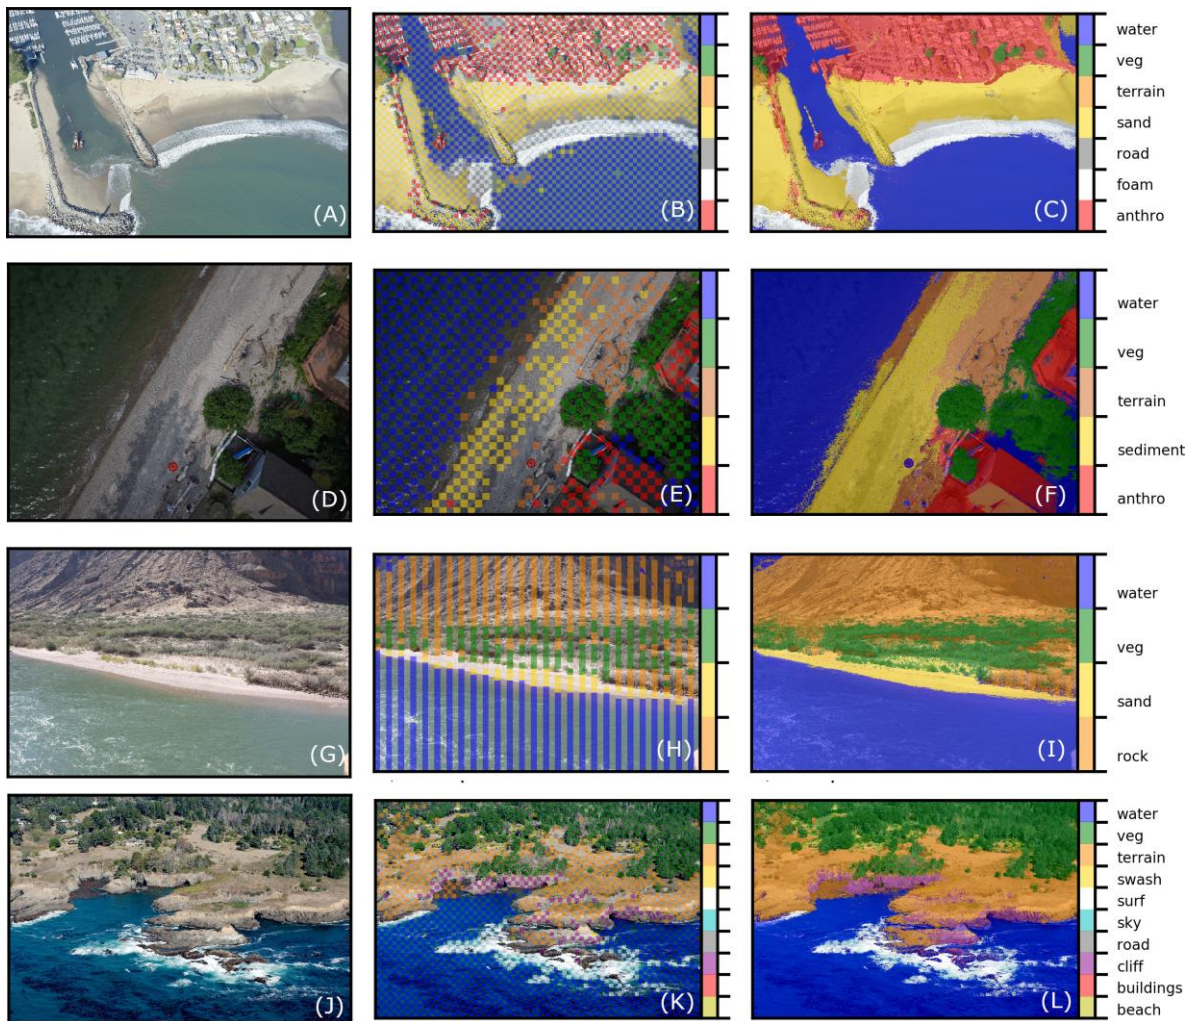 (A)
(B)
(C)
water
veg
terrain
sand
road
foam
anthro
(D)
(E)
(F)
water
veg
terrain
sediment
anthro
(G)
(H)
(I)
water
veg
sand
rock
(J)
(K)
(L)
water
veg
terrain
swash
surf
sky
road
cliff
buildings
beach